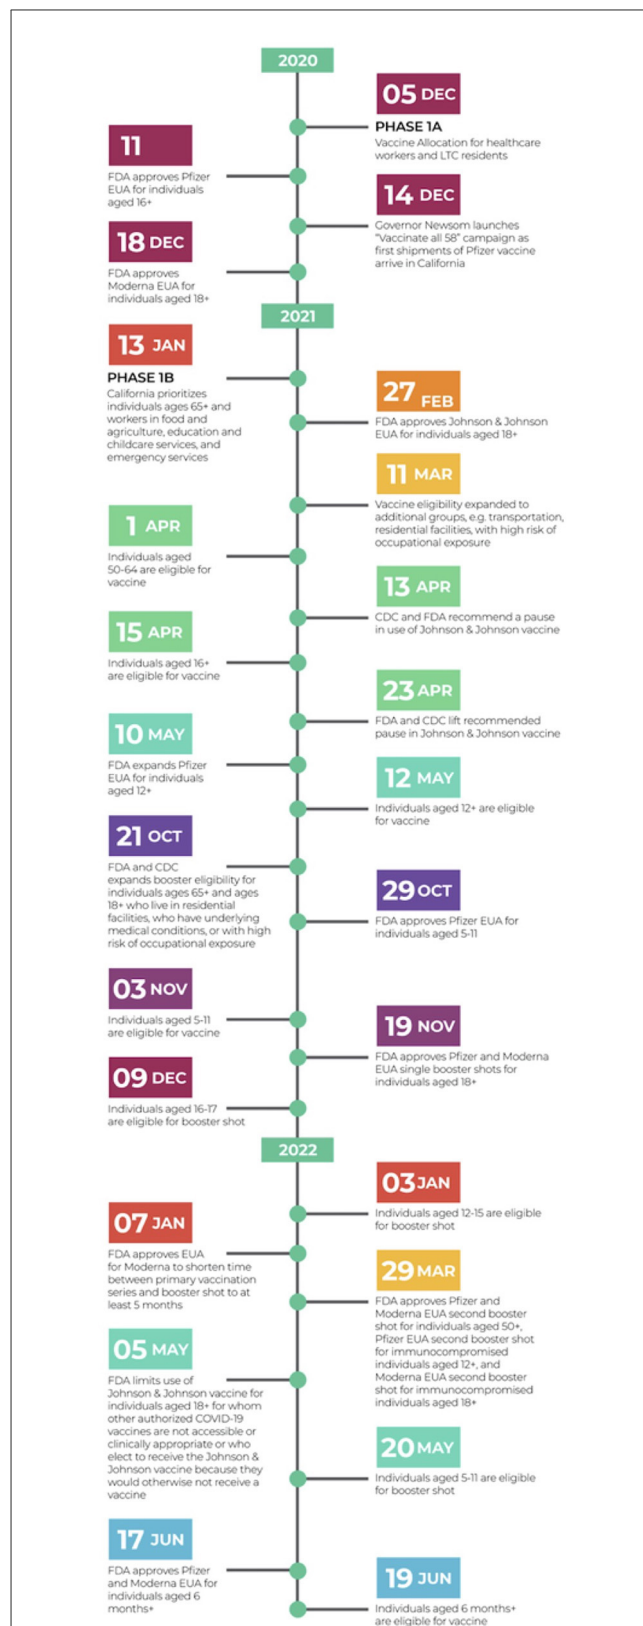 2020
05 DEC
PHASE 1A
Vaccine Allocation for healthcare
workers and LTC residents
11
FDA approves Pfizer
EUA for individuals
aged 16+
14 DEC
Governor Newsom launches
"Vaccinate all 58" campaign as
first shipments of Pfizer vaccine
arrive in California
18 DEC
FDA approves
Moderna EUA for
individuals aged 18+
2021
13 JAN
PHASE 1B
California prioritizes
individuals ages 65+ and
workers in food and
agriculture, education and
childcare services, and
emergency services
27 FEB
FDA approves Johnson & Johnson
EUA for individuals aged 18+
11 MAR
Vaccine eligibility expanded to
additional groups, e.g. transportation,
residential facilities, with high risk of
occupational exposure
1 APR
Individuals aged
50-64 are eligible for
vaccine
13 APR
CDC and FDA recommend a pause
in use of Johnson & Johnson vaccine
15 APR
Individuals aged 16+
are eligible for vaccine
23 APR
FDA and CDC lift recommended
pause in Johnson & Johnson vaccine
10 MAY
FDA expands Pfizer
EUA for individuals
aged 12+
12 MAY
Individuals aged 12+ are eligible
for vaccine
21 OCT
FDA and CDC
expands booster eligibility for
individuals ages 65+ and ages
18+ who live in residential
facilities, who have underlying
medical conditions, or with high
risk of occupational exposure
29 OCT
FDA approves Pfizer EUA for
individuals aged 5-11
03 NOV
Individuals aged 5-11
are eligible for vaccine
19 NOV
FDA approves Pfizer and Moderna
EUA single booster shots for
individuals aged 18+
09 DEC
Individuals aged 16-17
are eligible for booster shot
2022
03 JAN
Individuals aged 12-15 are eligible
for booster shot
07 JAN
FDA approves EUA
for Moderna to shorten time
between primary vaccination
series and booster shot to at
least 5 months
29 MAR
FDA approves Pfizer and
Moderna EUA second booster
shot for individuals aged 50+,
Pfizer EUA second booster shot
for immunocompromised
individuals aged 12+, and
Moderna EUA second booster
shot for immunocompromised
individuals aged 18+
05 MAY
FDA limits use of
Johnson & Johnson vaccine for
individuals aged 18+ for whom
other authorized COVID-19
vaccines are not accessible or
clinically appropriate or who
elect to receive the Johnson &
Johnson vaccine because they
would otherwise not receive a
vaccine
20 MAY
Individuals aged 5-11 are eligible
for booster shot
17 JUN
FDA approves Pfizer
and Moderna EUA for
individuals aged 6
months+
19 JUN
Individuals aged 6 months+
are eligible for vaccine